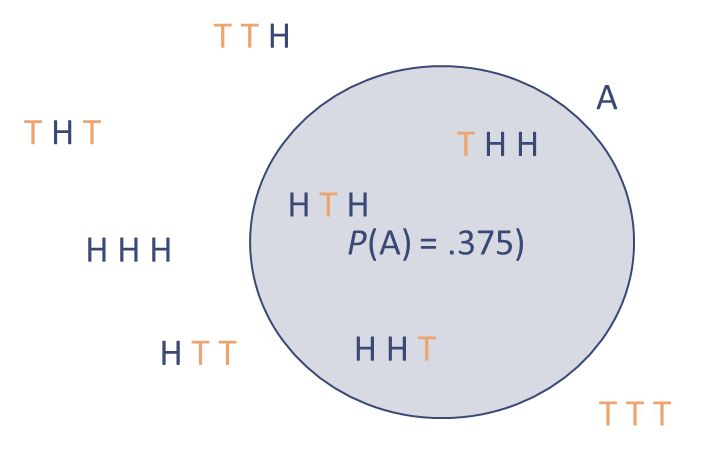 T T H
A
T H T
T H H
H T H
P(A) = .375)
H H H
H T T
H H T
T T T